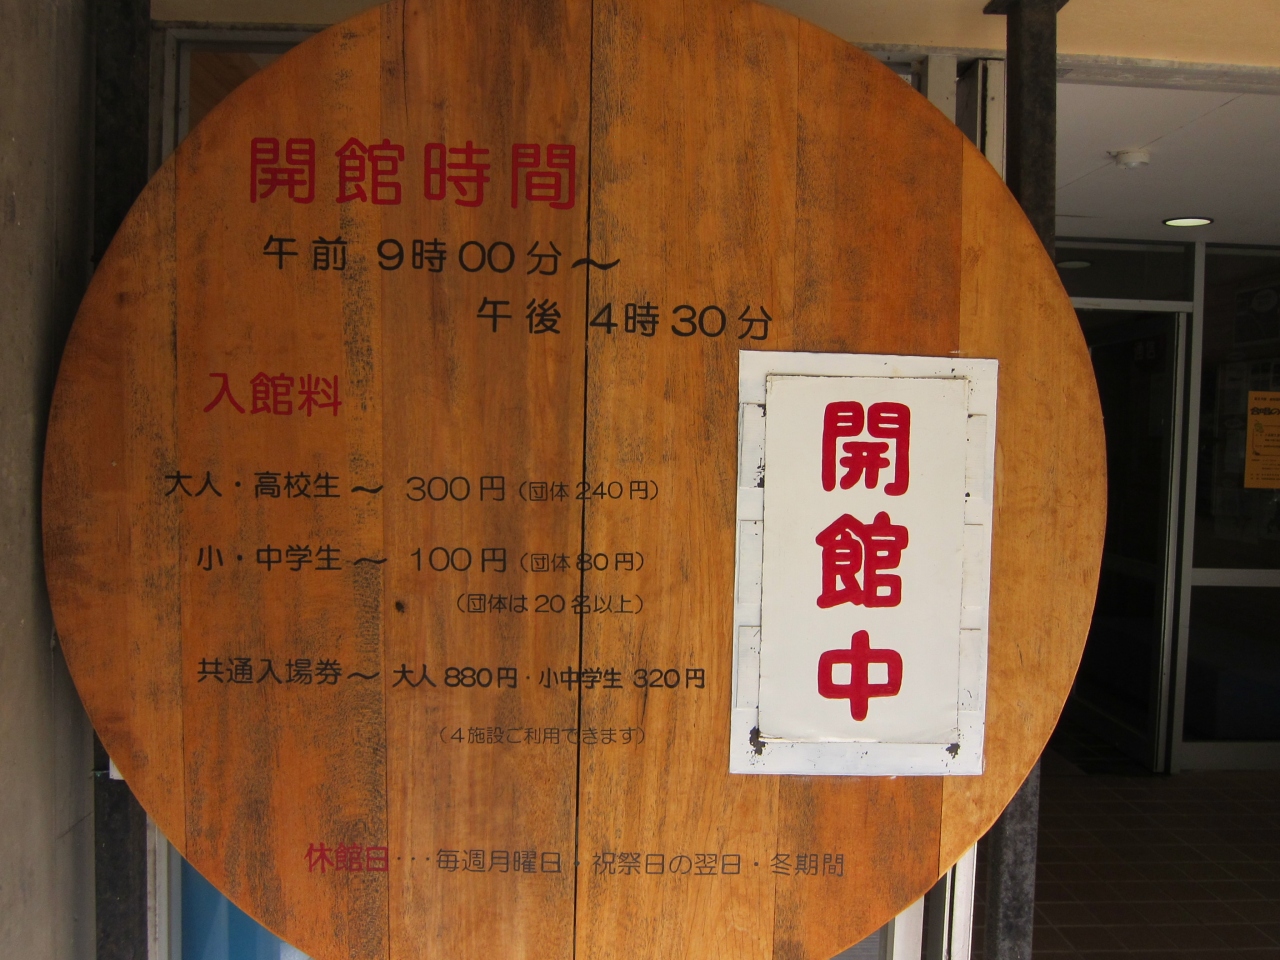 開館時間
午前 9時00分〜
午後 4時30分
入館料
大人・高校生〜 300円(団体240円)
小・中学生〜 100円(団体80円)
(団体は20名以上)
共通入場券〜大人880円・小中学生 320円
(4施設ご利用できます)
休館日・・・毎週月曜日・祝祭日の翌日・冬期間
開館中